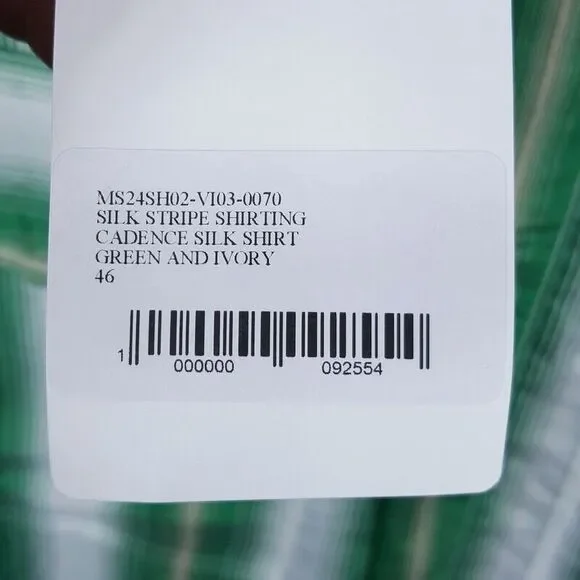 MS24SH02-VI03-0070
SILK STRIPE SHIRTING
CADENCE SILK SHIRT
GREEN AND IVORY
46
1 000000 092554